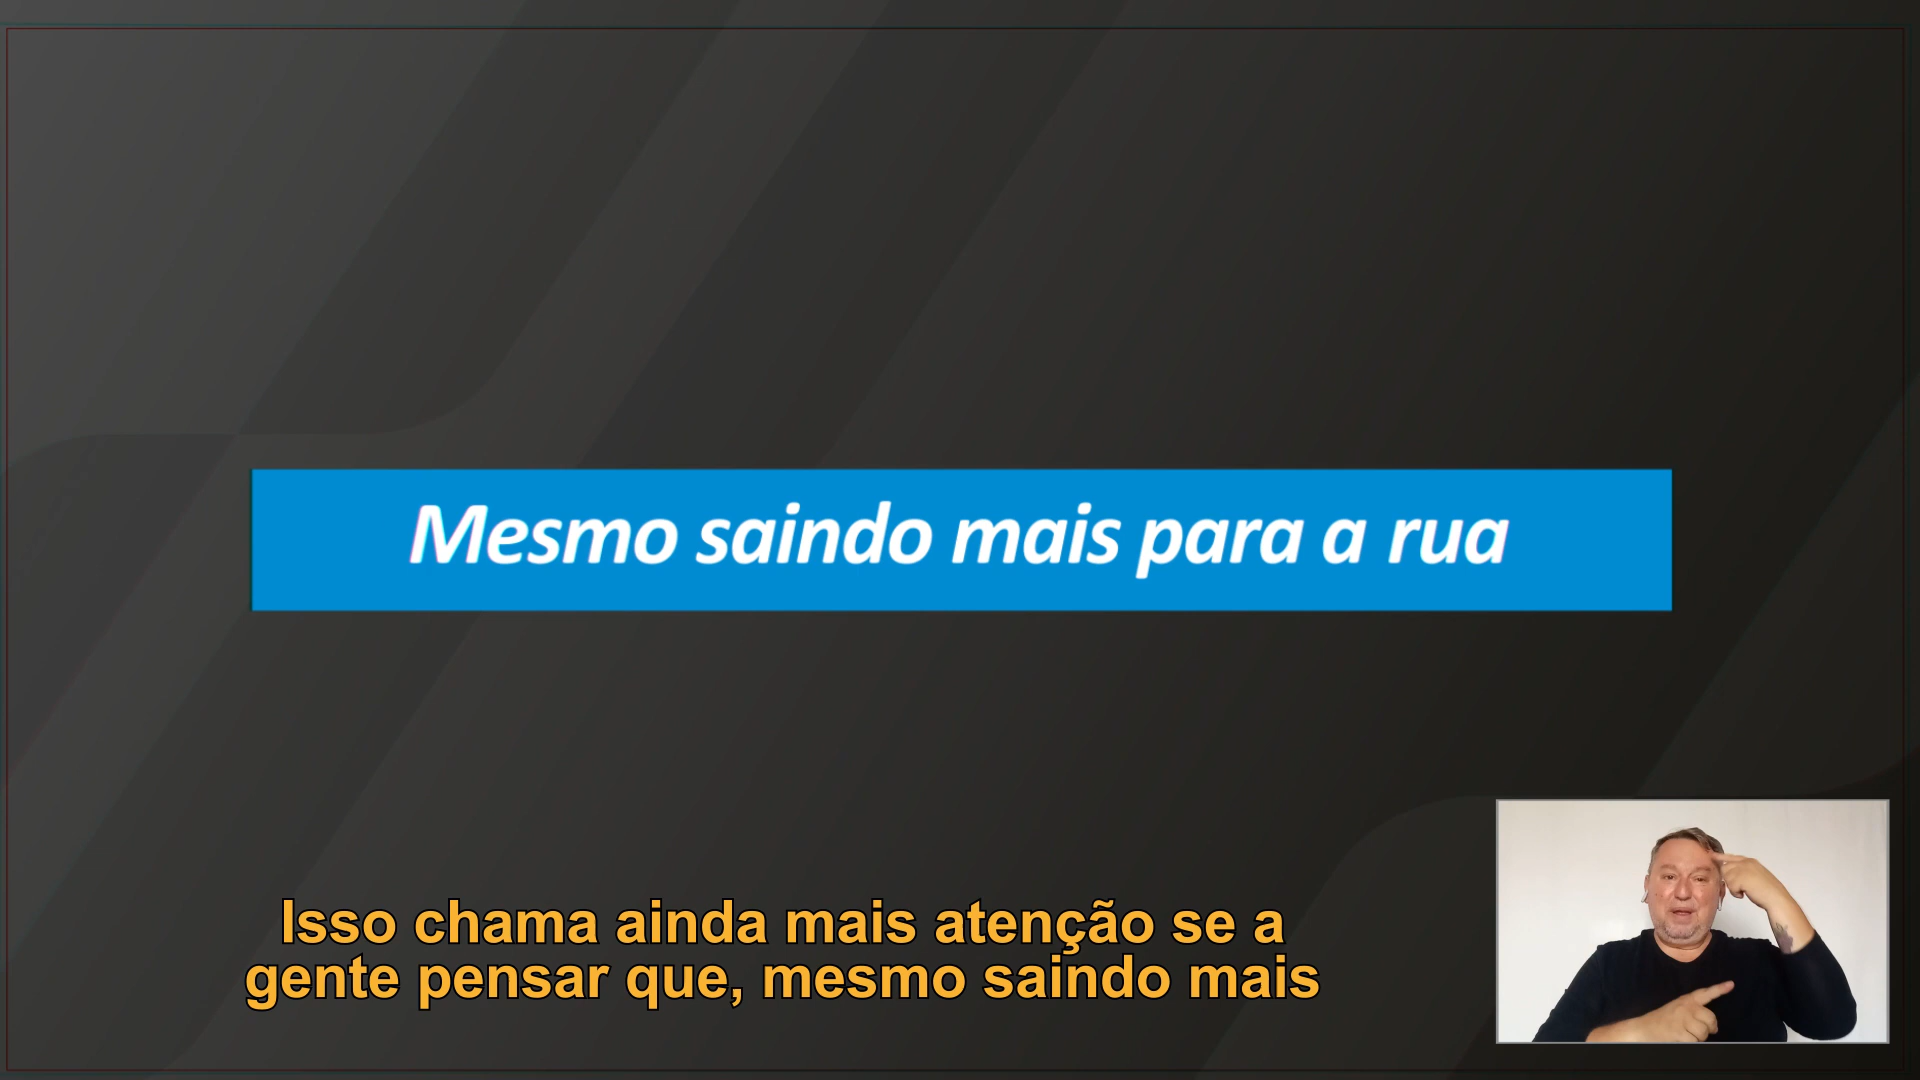 Mesmo saindo mais para a rua
Isso chama ainda mais atenção se a
gente pensar que, mesmo saindo mais